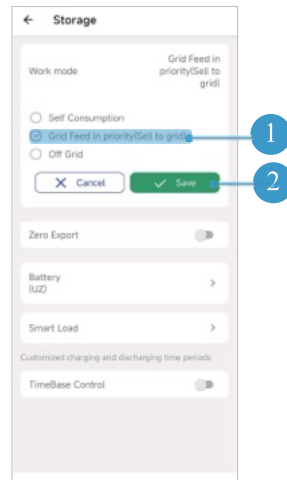 ← Storage
Grid Feed in
Work mode priority(Sell to
grid)
Self Consumption
Grid Feed in priority(Sell to grid)
1
Off Grid
X Cancel ✓ Save
2
Zero Export
Battery
(UZ)
Smart Load
Customized charging and discharging time periods
TimeBase Control